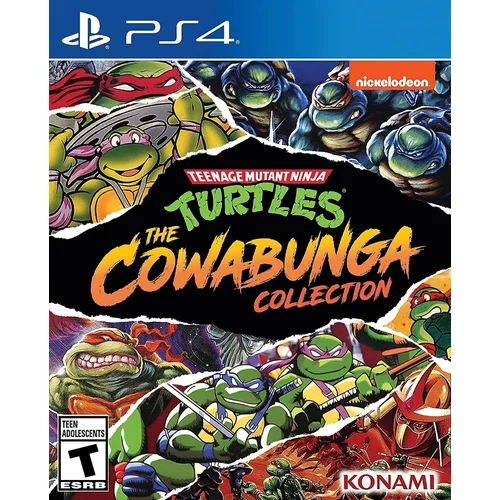 PS4
nickelodeon
TEENAGE MUTANT NINJA
TURTLES
THE
COWABUNGA
COLLECTION
TEEN
ADOLESCENTS
T
ESRB
KONAMI